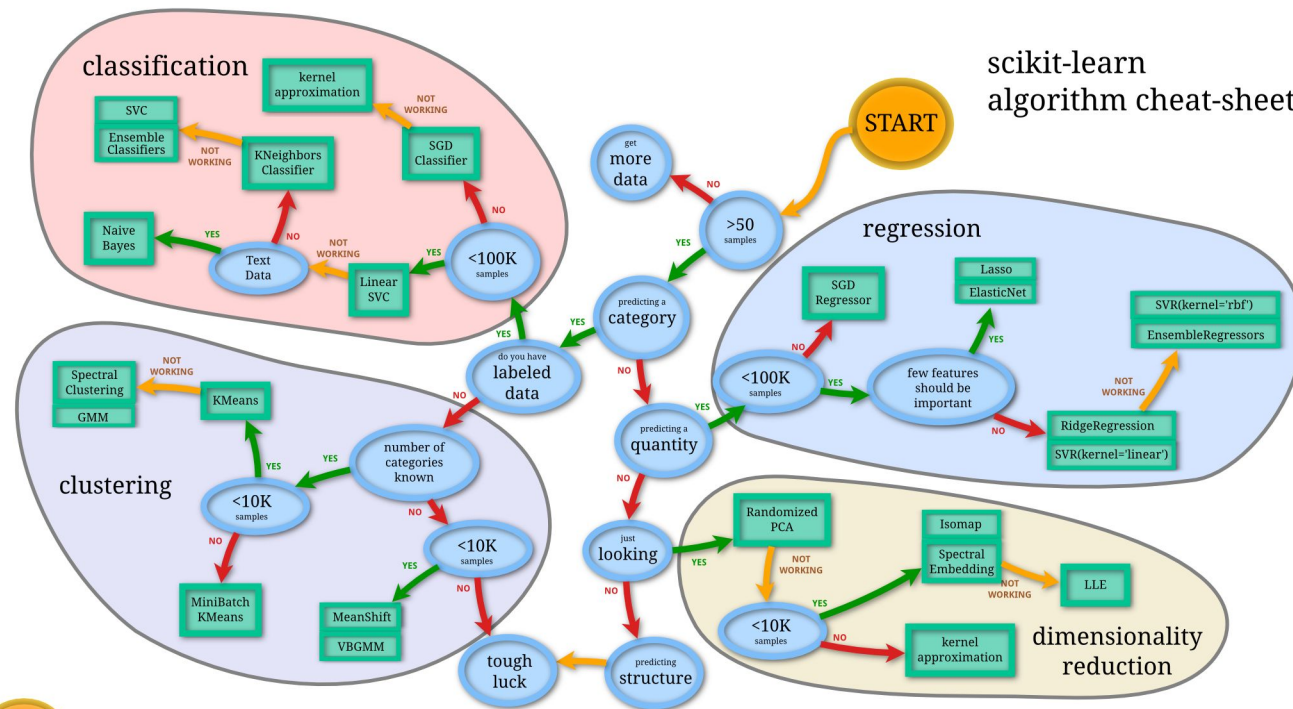 scikit-learn
algorithm cheat-sheet
START
classification
kernel
approximation
NOT
WORKING
SVC
Ensemble
Classifiers
NOT
WORKING
KNeighbors
Classifier
SGD
Classifier
NO
Naive
Bayes
YES
Text
Data
NO
NOT
WORKING
Linear
SVC
YES
<100K
samples
YES
get
more
data
NO
>50
samples
YES
predicting a
category
YES
NO
do you have
labeled
data
NO
predicting a
quantity
YES
NO
just
looking
YES
NO
predicting
structure
tough
luck
regression
SGD
Regressor
NO
<100K
samples
YES
Lasso
ElasticNet
YES
few features
should be
important
NO
SVR(kernel='rbf')
EnsembleRegressors
NOT
WORKING
RidgeRegression
SVR(kernel='linear')
clustering
Spectral
Clustering
GMM
NOT
WORKING
KMeans
YES
<10K
samples
NO
MiniBatch
KMeans
number of
categories
known
YES
NO
<10K
samples
YES
NO
MeanShift
VBGMM
dimensionality
reduction
Randomized
PCA
NOT
WORKING
<10K
samples
YES
NO
Isomap
Spectral
Embedding
NOT
WORKING
LLE
kernel
approximation